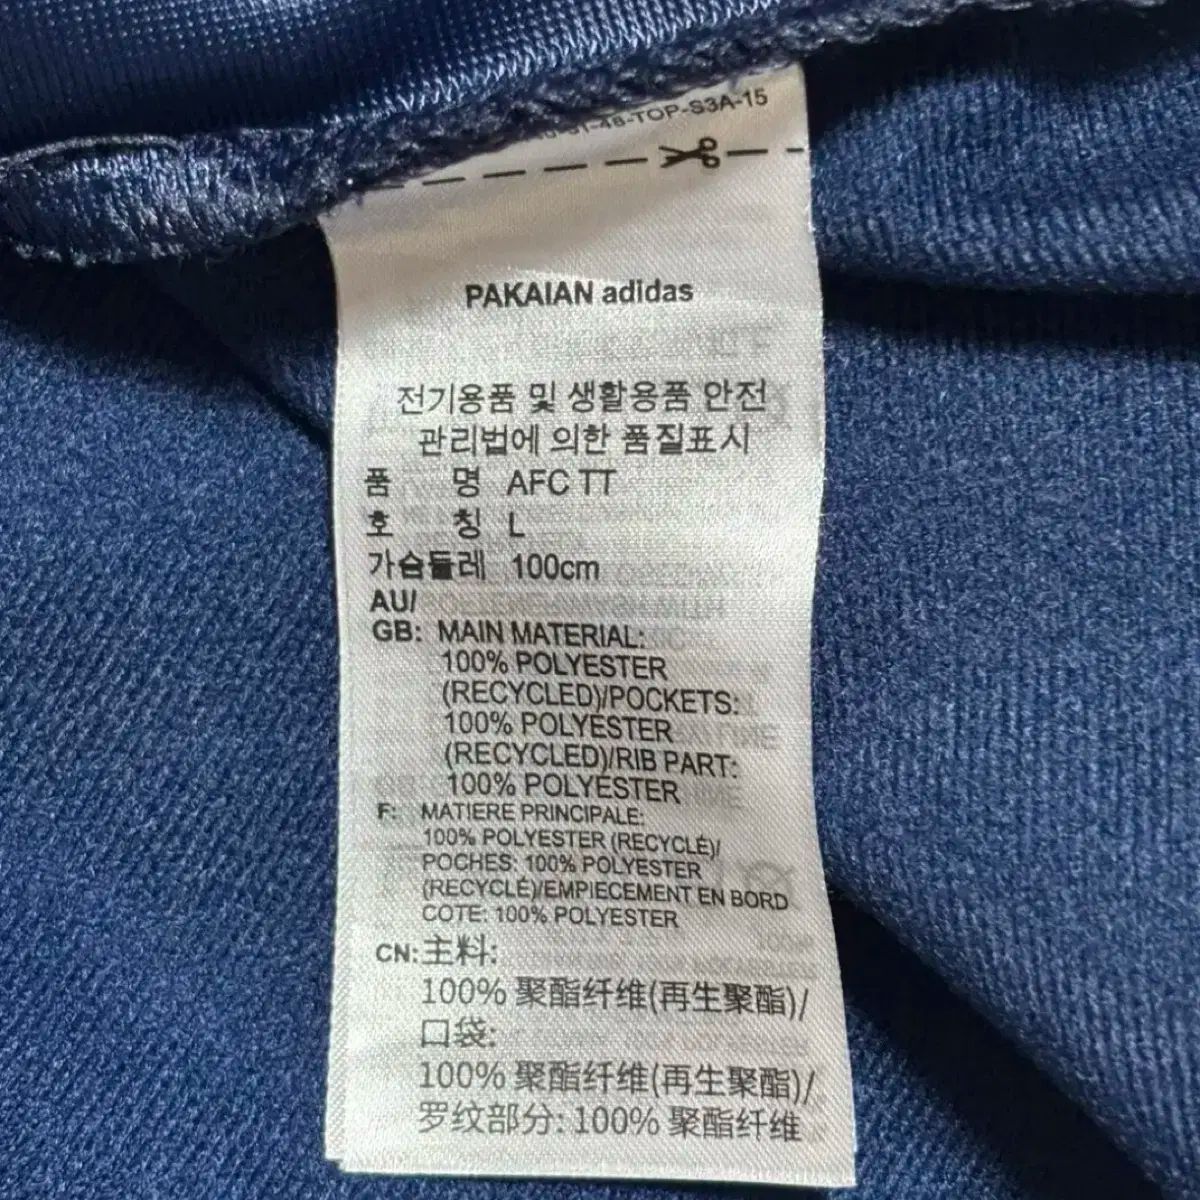 -48-TOP-S3A-15
PAKAIAN adidas
전기용품 및 생활용품 안전
관리법에 의한 품질표시
품 명 AFC TT
호 칭 L
가슴둘레 100cm
AU/
GB: MAIN MATERIAL:
100% POLYESTER
(RECYCLED)/POCKETS:
100% POLYESTER
(RECYCLED)/RIB PART:
100% POLYESTER
F: MATIERE PRINCIPALE:
100% POLYESTER (RECYCLÉ)/
POCHES: 100% POLYESTER
(RECYCLÉ)/EMPIECEMENT EN BORD
COTE: 100% POLYESTER
CN: 主料:
100% 聚酯纤维(再生聚酯)/
口袋:
100% 聚酯纤维(再生聚酯)/
罗纹部分: 100% 聚酯纤维